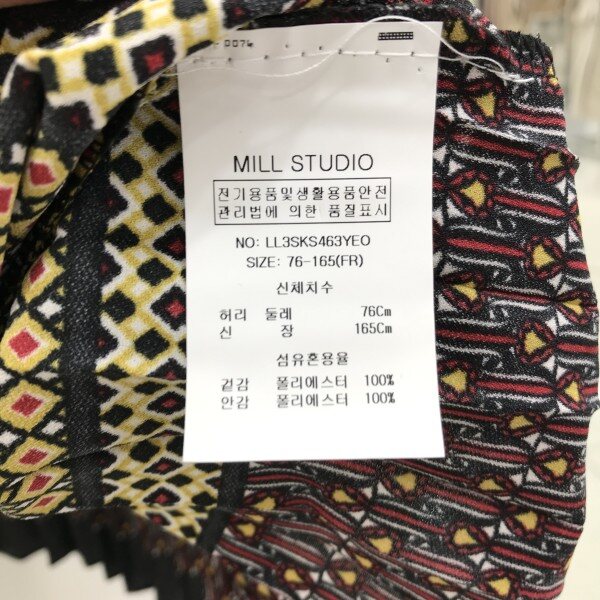 0076
MILL STUDIO
전기용품및생활용품안전
관리법에 의한 품질표시
NO: LL3SKS463YEO
SIZE: 76-165(FR)
신체치수
허리 둘레 76Cm
신 장 165Cm
섬유혼용율
겉감 폴리에스터 100%
안감 폴리에스터 100%